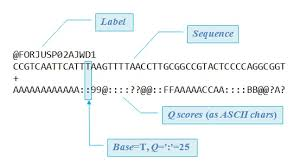 Label
Sequence
@FORJUSP02AJWD1
CCGTCAATTCATTTAAGTTTTAACCTTGCGGCCGTACTCCCCAGGCGGT
+
AAAAAAAAAAAA::99@::::??@@::FFAAAAACCAA::::BB@@?A?
Q scores (as ASCII chars)
Base=T, Q=':'=25